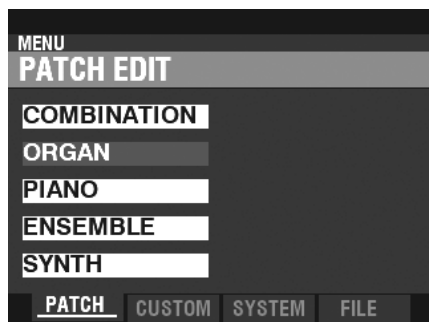 MENU
PATCH EDIT
COMBINATION
ORGAN
PIANO
ENSEMBLE
SYNTH
PATCH CUSTOM SYSTEM FILE